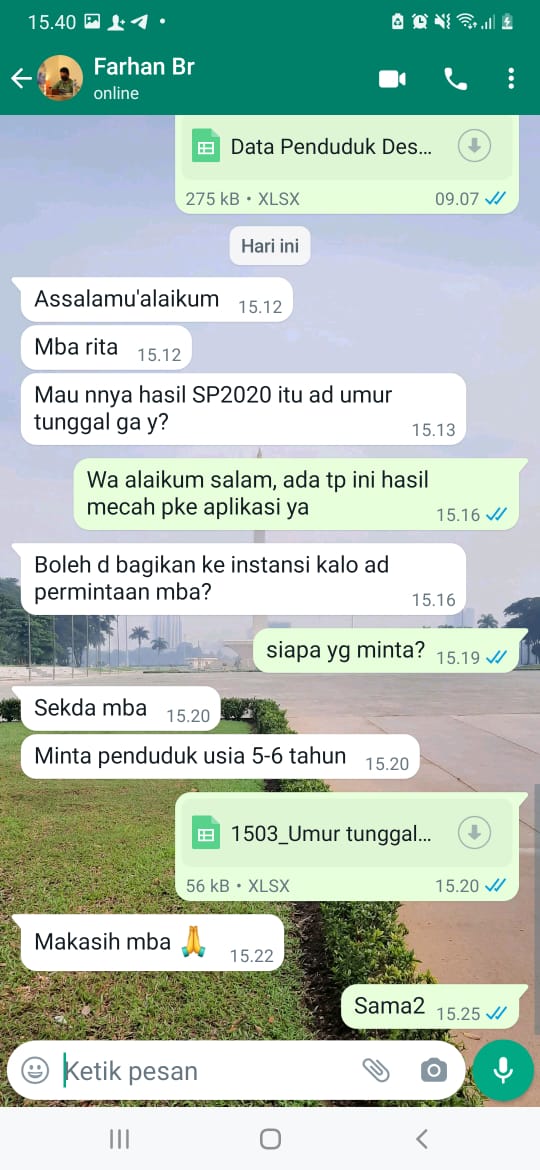 15.40
Farhan Br
online
Data Penduduk Des...
275 kB • XLSX 09.07
Hari ini
Assalamu'alaikum 15.12
Mba rita 15.12
Mau nnya hasil SP2020 itu ad umur
tunggal ga y? 15.13
Wa alaikum salam, ada tp ini hasil
mecah pke aplikasi ya 15.16
Boleh d bagikan ke instansi kalo ad
permintaan mba? 15.16
siapa yg minta? 15.19
Sekda mba 15.20
Minta penduduk usia 5-6 tahun 15.20
1503_Umur tunggal...
56 kB • XLSX 15.20
Makasih mba 🙏 15.22
Sama2 15.25
Ketik pesan